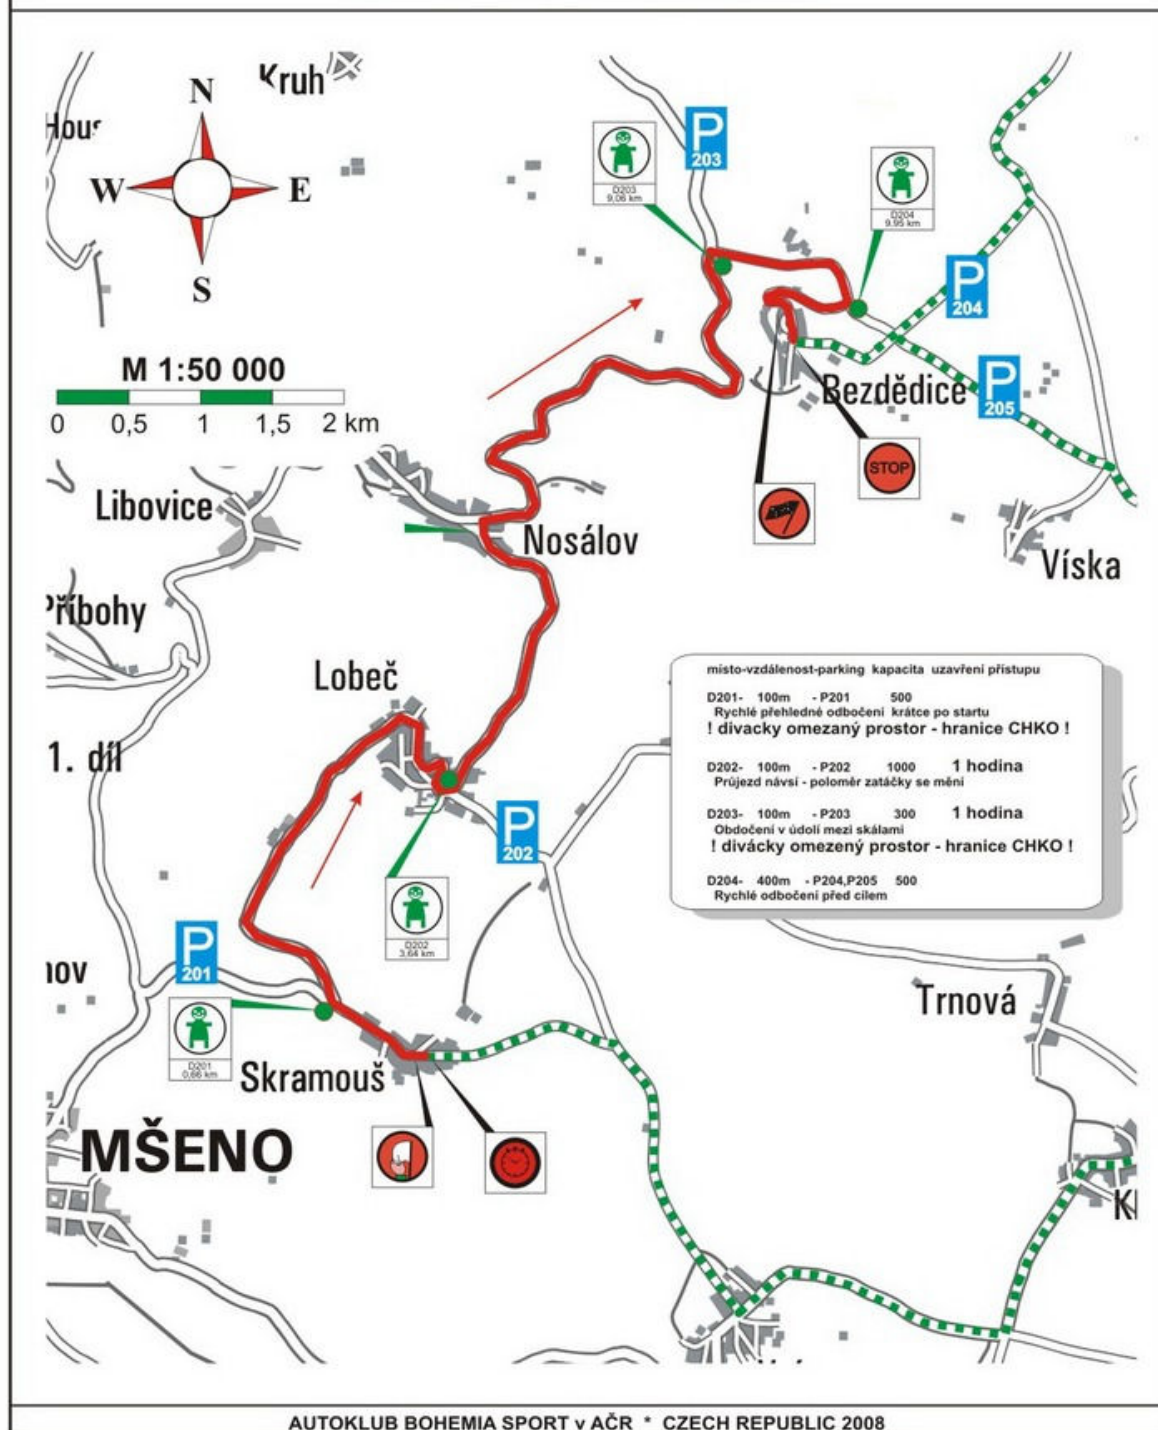 N
W
E
S
Kruh
Hous
M 1:50 000
0 0,5 1 1,5 2 km
P
203
D203
9,06 km
D204
9,95 km
P
204
P
205
Bezdědice
STOP
Libovice
Nosálov
Víska
Příbohy
Lobeč
1. díl
místo-vzdálenost-parking kapacita uzavření přístupu
D201- 100m - P201 500
Rychlé přehledné odbočení krátce po startu
! divacky omezaný prostor - hranice CHKO !
D202- 100m - P202 1000 1 hodina
Průjezd návsí - poloměr zatáčky se mění
D203- 100m - P203 300 1 hodina
Obdočení v údolí mezi skálami
! divácky omezený prostor - hranice CHKO !
D204- 400m - P204,P205 500
Rychlé odbočení před cílem
P
202
D202
3,64 km
P
201
nov
D201
0,66 km
Trnová
Skramouš
MŠENO
AUTOKLUB BOHEMIA SPORT v AČR * CZECH REPUBLIC 2008